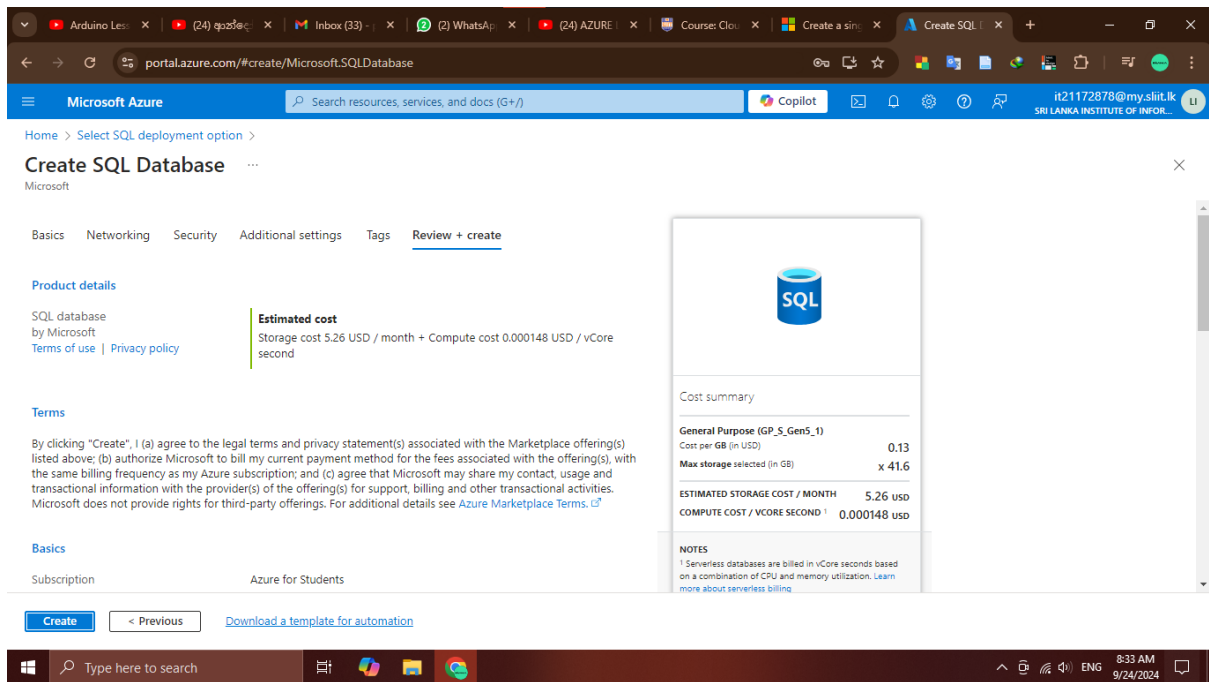 Arduino Less
(24) ආන්දෙ
Inbox (33) - p
(2) WhatsAp
(24) AZURE
Course: Clou
Create a sing
Create SQL D
portal.azure.com/#create/Microsoft.SQLDatabase
Microsoft Azure
Search resources, services, and docs (G+/)
Copilot
it21172878@my.sliit.lk
SRI LANKA INSTITUTE OF INFOR...
LI
Home > Select SQL deployment option >
Create SQL Database ...
Microsoft
Basics Networking Security Additional settings Tags Review + create
Product details
SQL database
by Microsoft
Terms of use | Privacy policy
Estimated cost
Storage cost 5.26 USD / month + Compute cost 0.000148 USD / vCore
second
Terms
By clicking "Create", I (a) agree to the legal terms and privacy statement(s) associated with the Marketplace offering(s)
listed above; (b) authorize Microsoft to bill my current payment method for the fees associated with the offering(s), with
the same billing frequency as my Azure subscription; and (c) agree that Microsoft may share my contact, usage and
transactional information with the provider(s) of the offering(s) for support, billing and other transactional activities.
Microsoft does not provide rights for third-party offerings. For additional details see Azure Marketplace Terms.
Basics
Subscription Azure for Students
SQL
Cost summary
General Purpose (GP_S_Gen5_1)
Cost per GB (in USD) 0.13
Max storage selected (in GB) x 41.6
ESTIMATED STORAGE COST / MONTH 5.26 USD
COMPUTE COST / VCORE SECOND 1 0.000148 USD
NOTES
1 Serverless databases are billed in vCore seconds based
on a combination of CPU and memory utilization. Learn
more about serverless billing
Create
< Previous
Download a template for automation
Type here to search
ENG
8:33 AM
9/24/2024